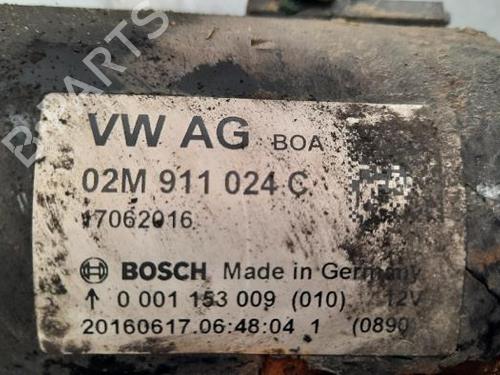 B-PARTS
VW AG BOA
02M 911 024 C
17062016
BOSCH Made in Germany
↑ 0 001 153 009 (010) 12V
20160617 06:48:04 1 (0890